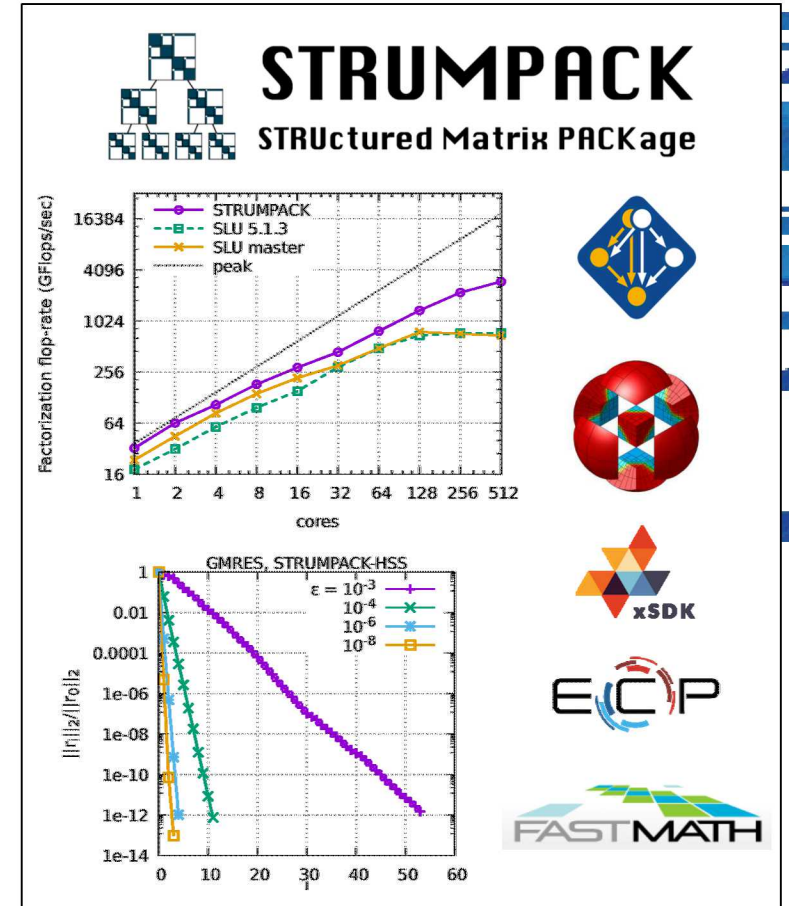 STRUMPACK
STRUctured Matrix PACKage
Factorization flop-rate (GFlops/sec)
STRUMPACK
SLU 5.1.3
SLU master
peak
16384
4096
1024
256
64
16
1 2 4 8 16 32 64 128 256 512
cores
GMRES, STRUMPACK-HSS
ε = 10-3
10-4
10-6
10-8
||ri||2/||r0||2
1
0.01
0.0001
1e-06
1e-08
1e-10
1e-12
1e-14
0 10 20 30 40 50 60
i
xSDK
ECP
FASTMATH